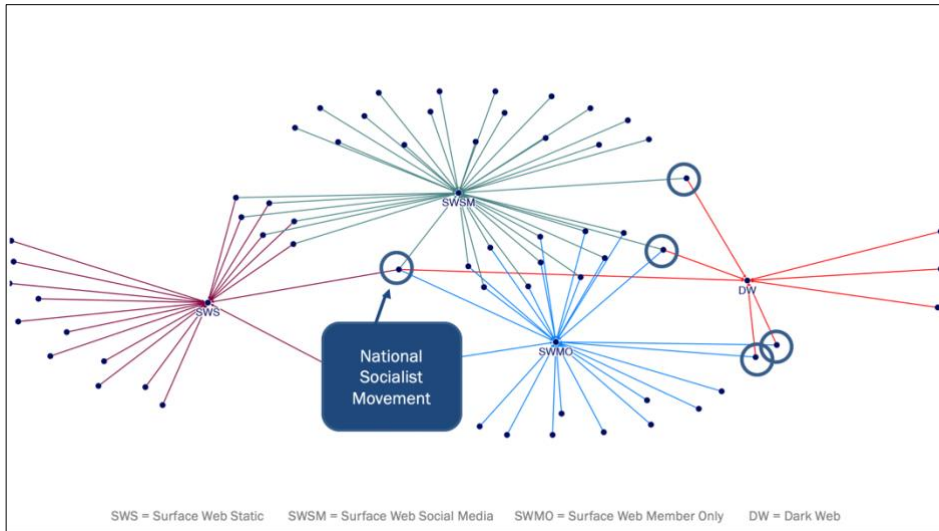 SWSM
SWS
DW
SWMO
National
Socialist
Movement
SWS = Surface Web Static SWSM = Surface Web Social Media SWMO = Surface Web Member Only DW = Dark Web